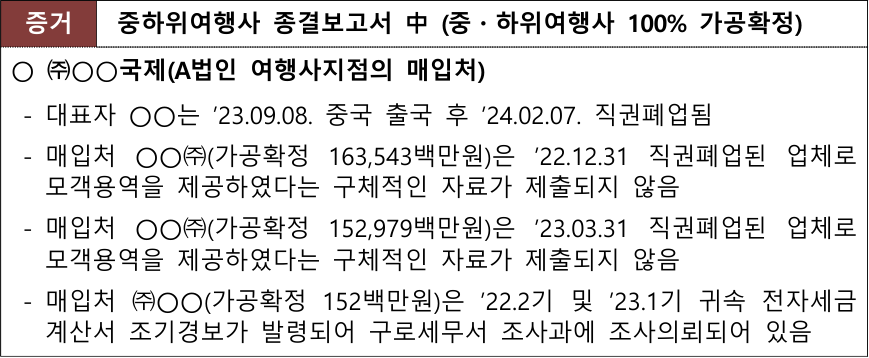 증거 중하위여행사 종결보고서 中 (중·하위여행사 100% 가공확정)
○ ㈜○○국제(A법인 여행사지점의 매입처)
- 대표자 ○○는 '23.09.08. 중국 출국 후 '24.02.07. 직권폐업됨
- 매입처 ○○㈜(가공확정 163,543백만원)은 '22.12.31 직권폐업된 업체로
모객용역을 제공하였다는 구체적인 자료가 제출되지 않음
- 매입처 ○○㈜(가공확정 152,979백만원)은 '23.03.31 직권폐업된 업체로
모객용역을 제공하였다는 구체적인 자료가 제출되지 않음
- 매입처 ㈜○○(가공확정 152백만원)은 '22.2기 및 '23.1기 귀속 전자세금
계산서 조기경보가 발령되어 구로세무서 조사과에 조사의뢰되어 있음